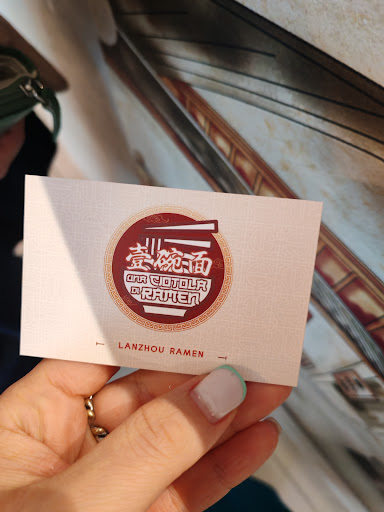 壹碗面
UNA CIOTOLA
DI RAMEN
LANZHOU RAMEN